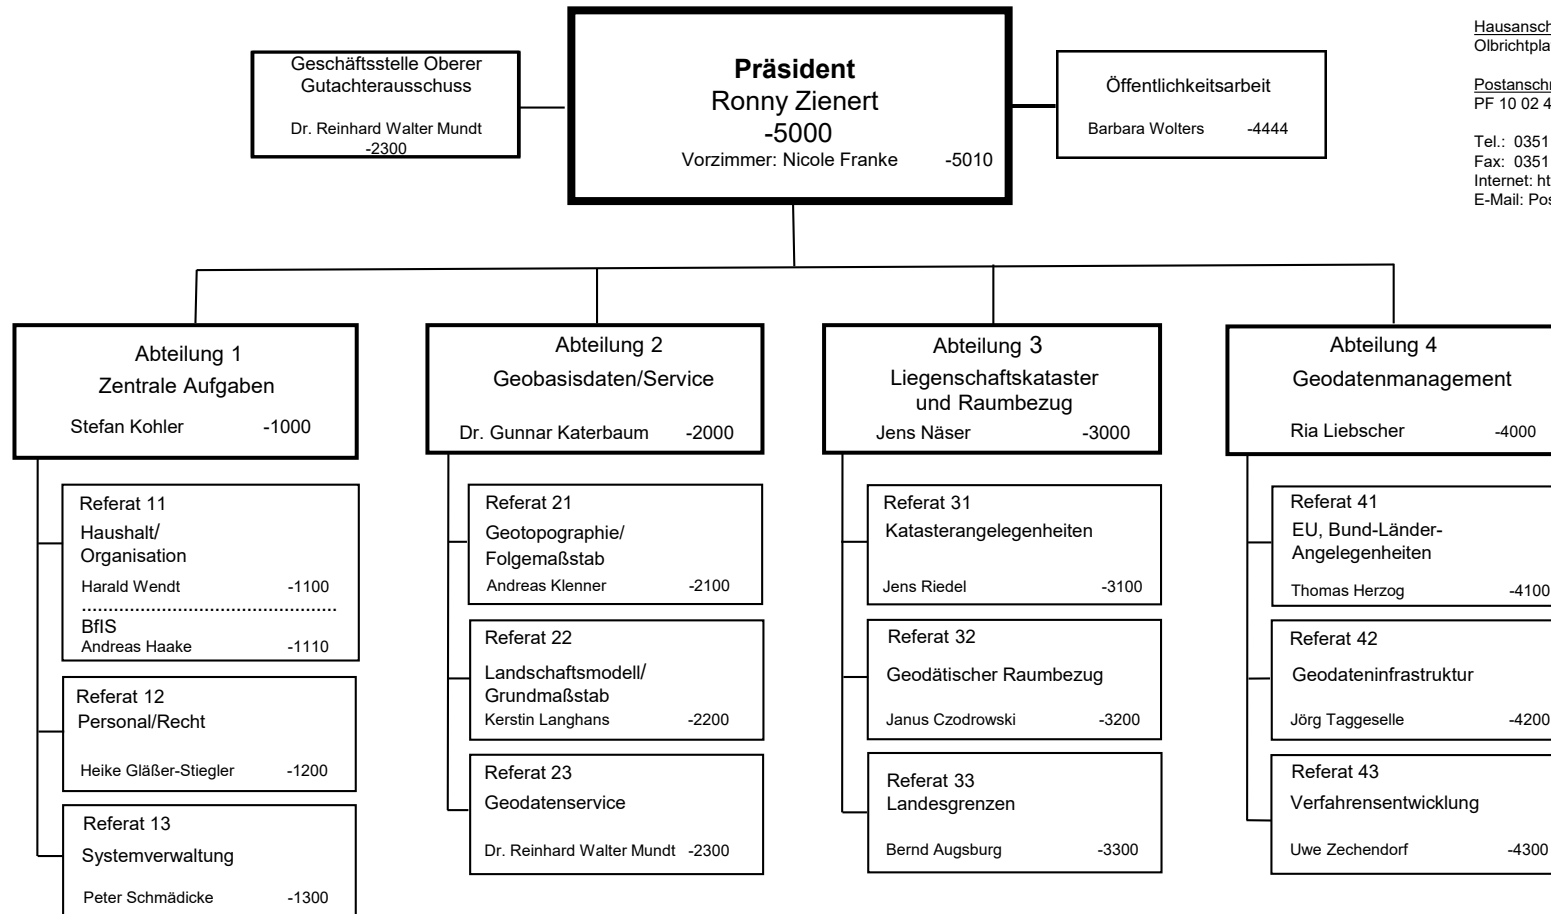 Geschäftsstelle Oberer
Gutachterausschuss
Dr. Reinhard Walter Mundt
-2300
Präsident
Ronny Zienert
-5000
Vorzimmer: Nicole Franke -5010
Öffentlichkeitsarbeit
Barbara Wolters -4444
PF 10 02 4
Tel.: 0351
Fax: 0351
Internet:
E-Mail:
Abteilung 1
Zentrale Aufgaben
Stefan Kohler -1000
Referat 11
Haushalt/
Organisation
Harald Wendt -1100
BfIS
Andreas Haake -1110
Referat 12
Personal/Recht
Heike Gläßer-Stiegler -1200
Referat 13
Systemverwaltung
Peter Schmädicke -1300
Abteilung 2
Geobasisdaten/Service
Dr. Gunnar Katerbaum -2000
Referat 21
Geotopographie/
Folgemaßstab
Andreas Klenner -2100
Referat 22
Landschaftsmodell/
Grundmaßstab
Kerstin Langhans -2200
Referat 23
Geodatenservice
Dr. Reinhard Walter Mundt -2300
Abteilung 3
Liegenschaftskataster
und Raumbezug
Jens Näser -3000
Referat 31
Katasterangelegenheiten
Jens Riedel -3100
Referat 32
Geodätischer Raumbezug
Janus Czodrowski -3200
Referat 33
Landesgrenzen
Bernd Augsburg -3300
Abteilung 4
Geodatenmanagement
Ria Liebscher -4000
Referat 41
EU, Bund-Länder-
Angelegenheiten
Thomas Herzog -4100
Referat 42
Geodateninfrastruktur
Jörg Taggeselle -4200
Referat 43
Verfahrensentwicklung
Uwe Zechendorf -4300